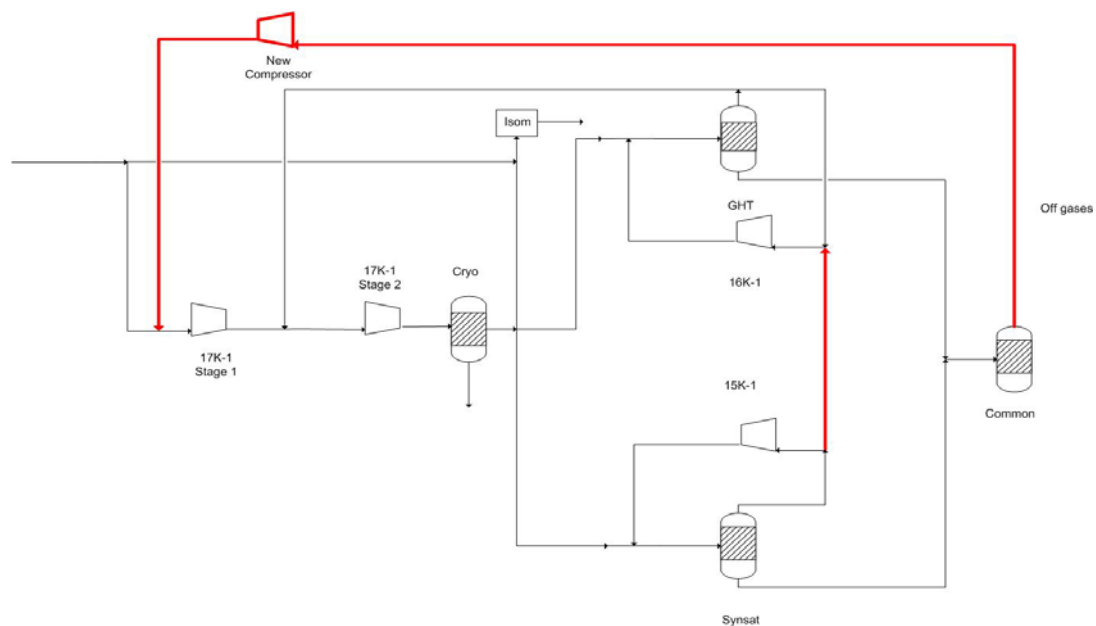 New
Compressor
Isom
GHT
Off gases
17K-1
Stage 2
Cryo
16K-1
17K-1
Stage 1
15K-1
Common
Synsat